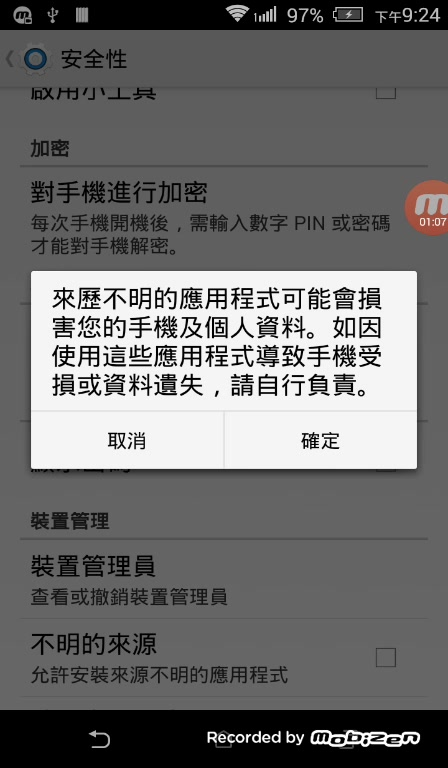 97% 下午9:24
安全性
啟用小工具
加密
對手機進行加密
每次手機開機後，需輸入數字 PIN 或密碼
才能對手機解密。
01:07
來歷不明的應用程式可能會損
害您的手機及個人資料。如因
使用這些應用程式導致手機受
損或資料遺失，請自行負責。
取消
確定
裝置管理
裝置管理員
查看或撤銷裝置管理員
不明的來源
允許安裝來源不明的應用程式
Recorded by mobizen